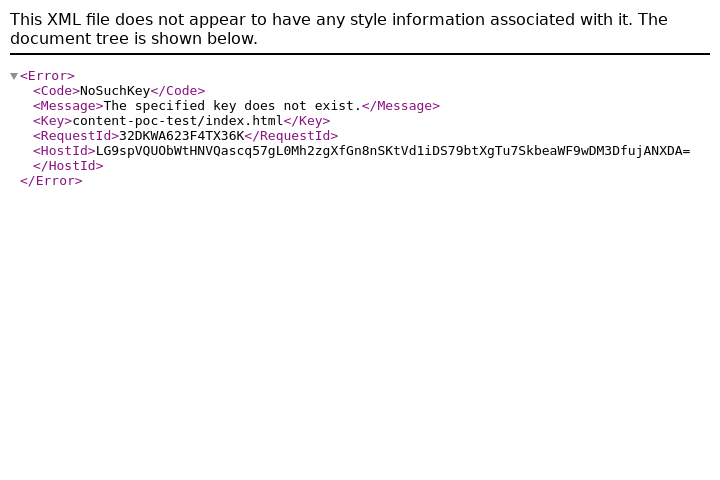 This XML file does not appear to have any style information associated with it. The
document tree is shown below.
<Error>
<Code>NoSuchKey</Code>
<Message>The specified key does not exist.</Message>
<Key>content-poc-test/index.html</Key>
<RequestId>32DKWA623F4TX36K</RequestId>
<HostId>LG9spVQUObWtHNVQascq57gL0Mh2zgXfGn8nSKtVd1iDS79btXgTu7SkbeaWF9wDM3DfujANXDA=
</HostId>
</Error>